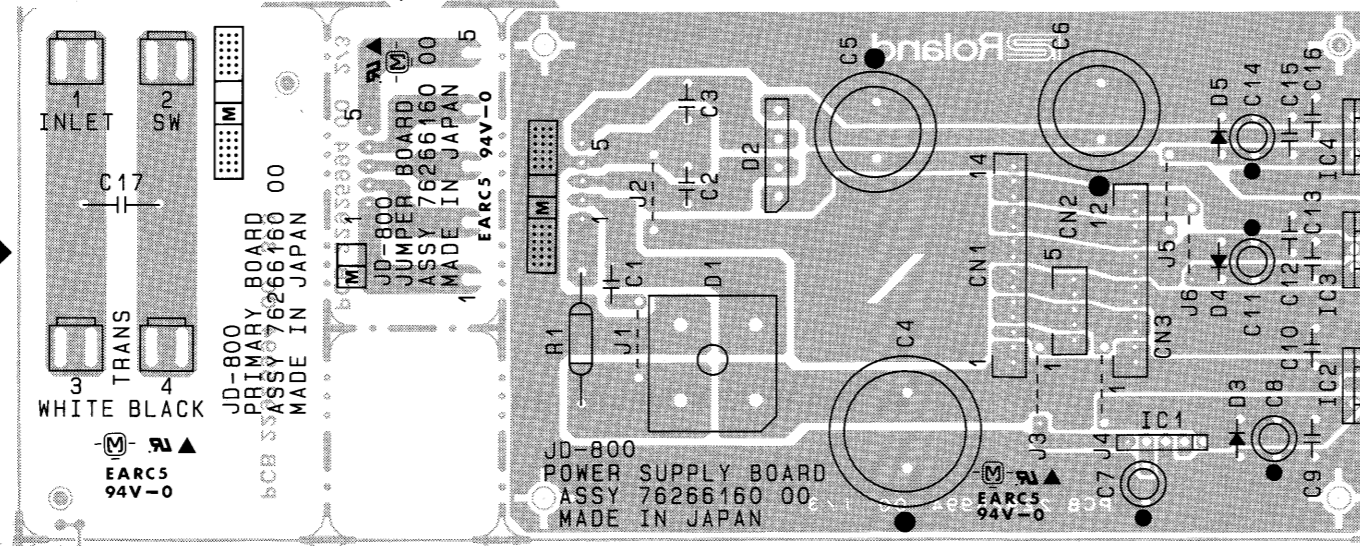 1
INLET
2
SW
C17
TRANS
3
4
WHITE BLACK
M
EARC5
94V-0
M
JD-800
PRIMARY BOARD
ASSY 76266160 00
MADE IN JAPAN
5
1
M
M
JD-800
JUMPER BOARD
ASSY 76266160 00
MADE IN JAPAN
5
1
EARC5 94V-0
M
5
1
Roland
C3
C2
J2
D2
C5
C6
C1
R1
J1
D1
C4
CN1
14
1
CN2
5
1
12
CN3
1
J5
J6
J3
J4
IC1
C7
D5
C14
C15
C16
IC4
D4
C11
C12
C13
IC3
C10
IC2
D3
C8
C9
JD-800
POWER SUPPLY BOARD
ASSY 76266160 00
MADE IN JAPAN
M
EARC5
94V-0